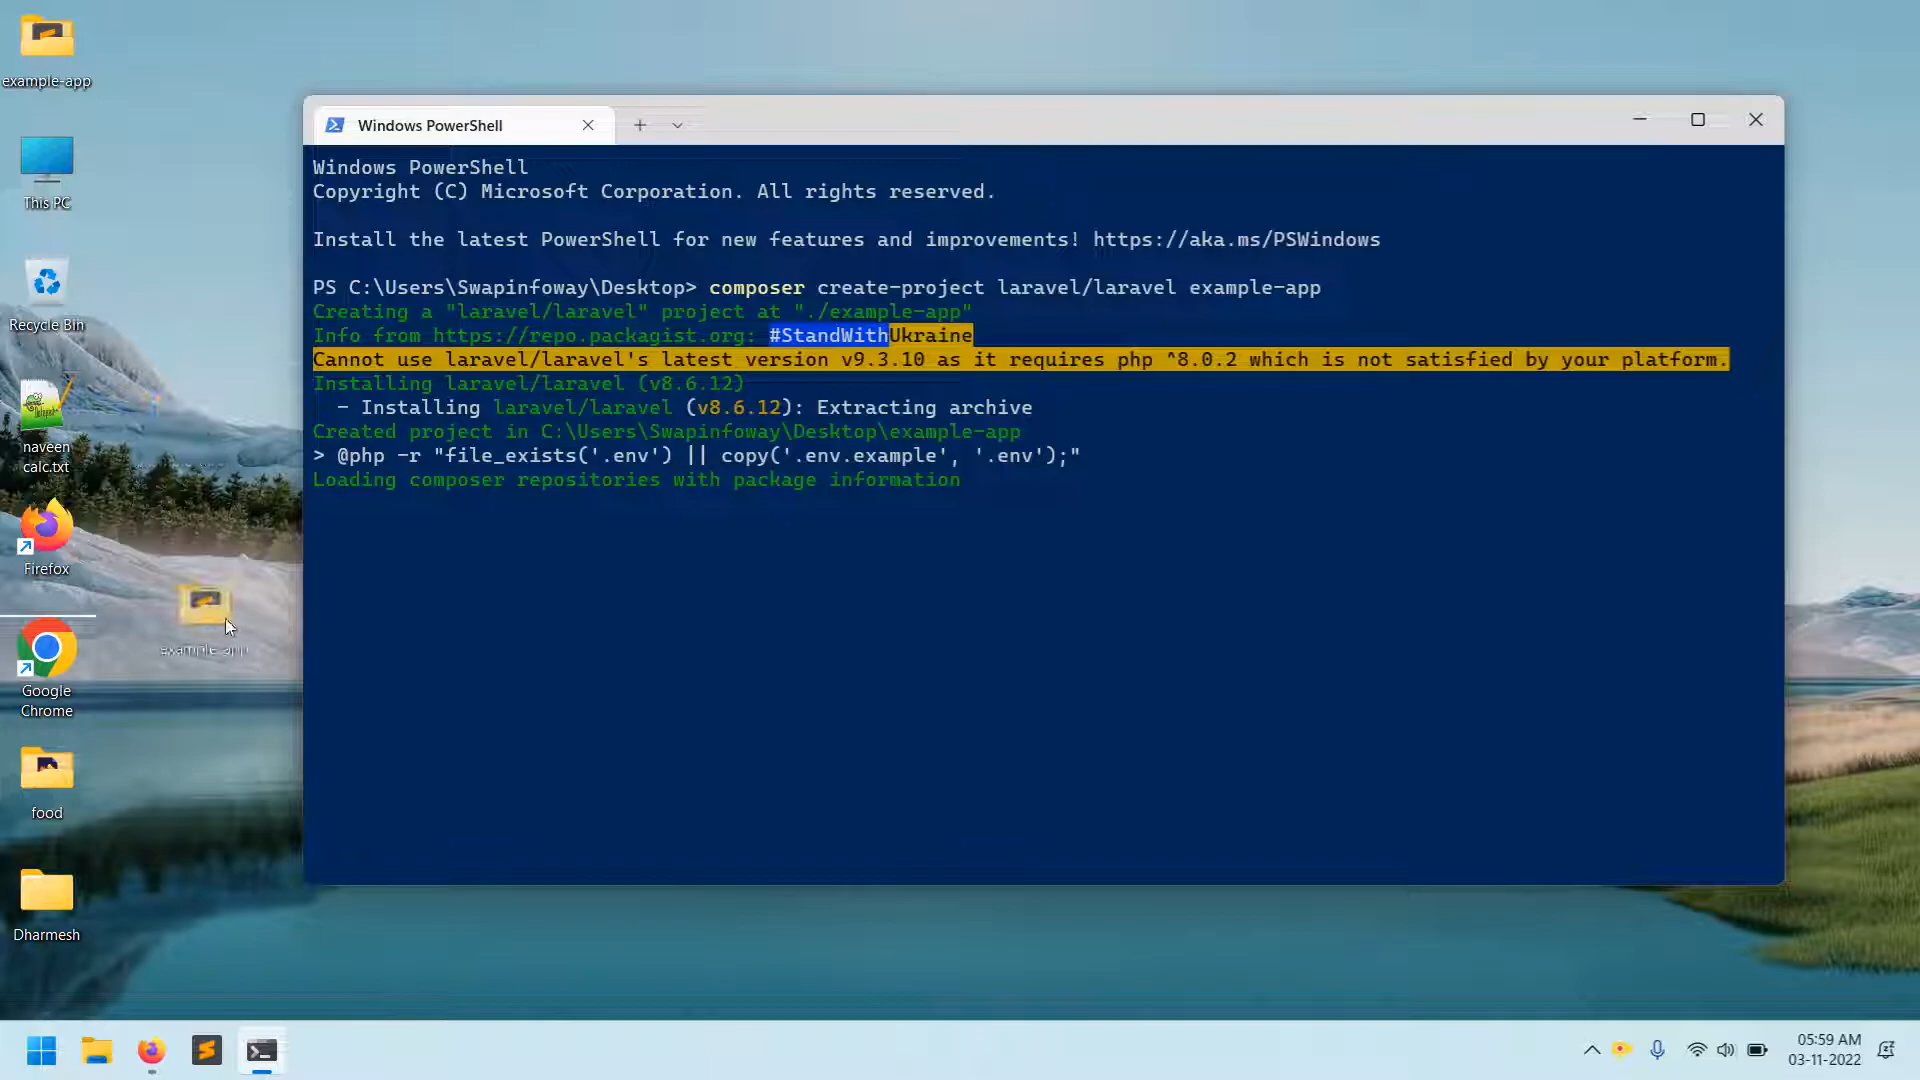 example-app
This PC
Recycle Bin
naveen
calc.txt
Firefox
example-app
Google
Chrome
food
Dharmesh
Windows PowerShell
Windows PowerShell
Copyright (C) Microsoft Corporation. All rights reserved.
Install the latest PowerShell for new features and improvements! https://aka.ms/PSWindows
PS C:\Users\Swapinfoway\Desktop> composer create-project laravel/laravel example-app
Creating a "laravel/laravel" project at "./example-app"
Info from https://repo.packagist.org: #StandWithUkraine
Cannot use laravel/laravel's latest version v9.3.10 as it requires php ^8.0.2 which is not satisfied by your platform.
Installing laravel/laravel (v8.6.12)
- Installing laravel/laravel (v8.6.12): Extracting archive
Created project in C:\Users\Swapinfoway\Desktop\example-app
> @php -r "file_exists('.env') || copy('.env.example', '.env');"
Loading composer repositories with package information
05:59 AM
03-11-2022